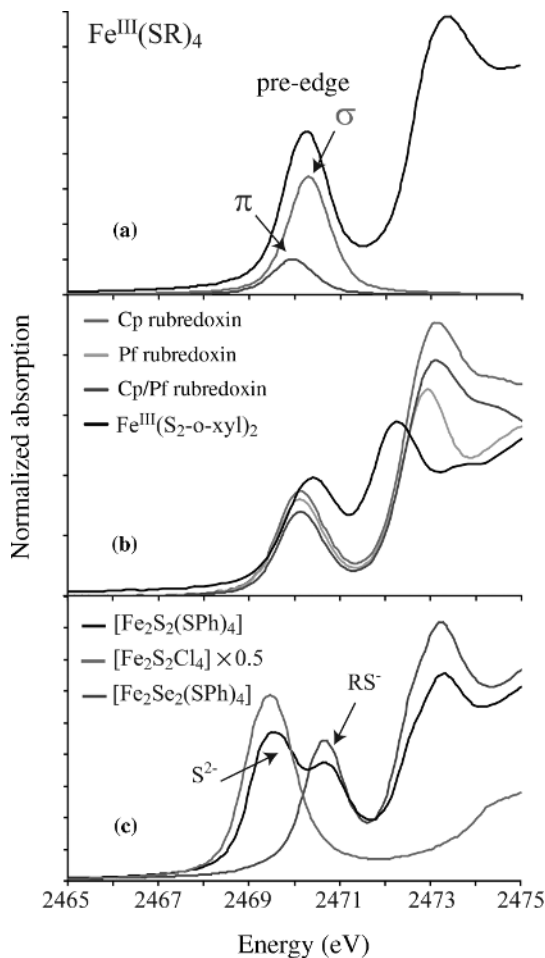 Fe^III(SR)₄
pre-edge
σ
π
(a)
Cp rubredoxin
Pf rubredoxin
Cp/Pf rubredoxin
Fe^III(S₂-o-xyl)₂
(b)
Normalized absorption
[Fe₂S₂(SPh)₄]
[Fe₂S₂Cl₄] × 0.5
[Fe₂Se₂(SPh)₄]
RS⁻
S²⁻
(c)
2465 2467 2469 2471 2473 2475
Energy (eV)